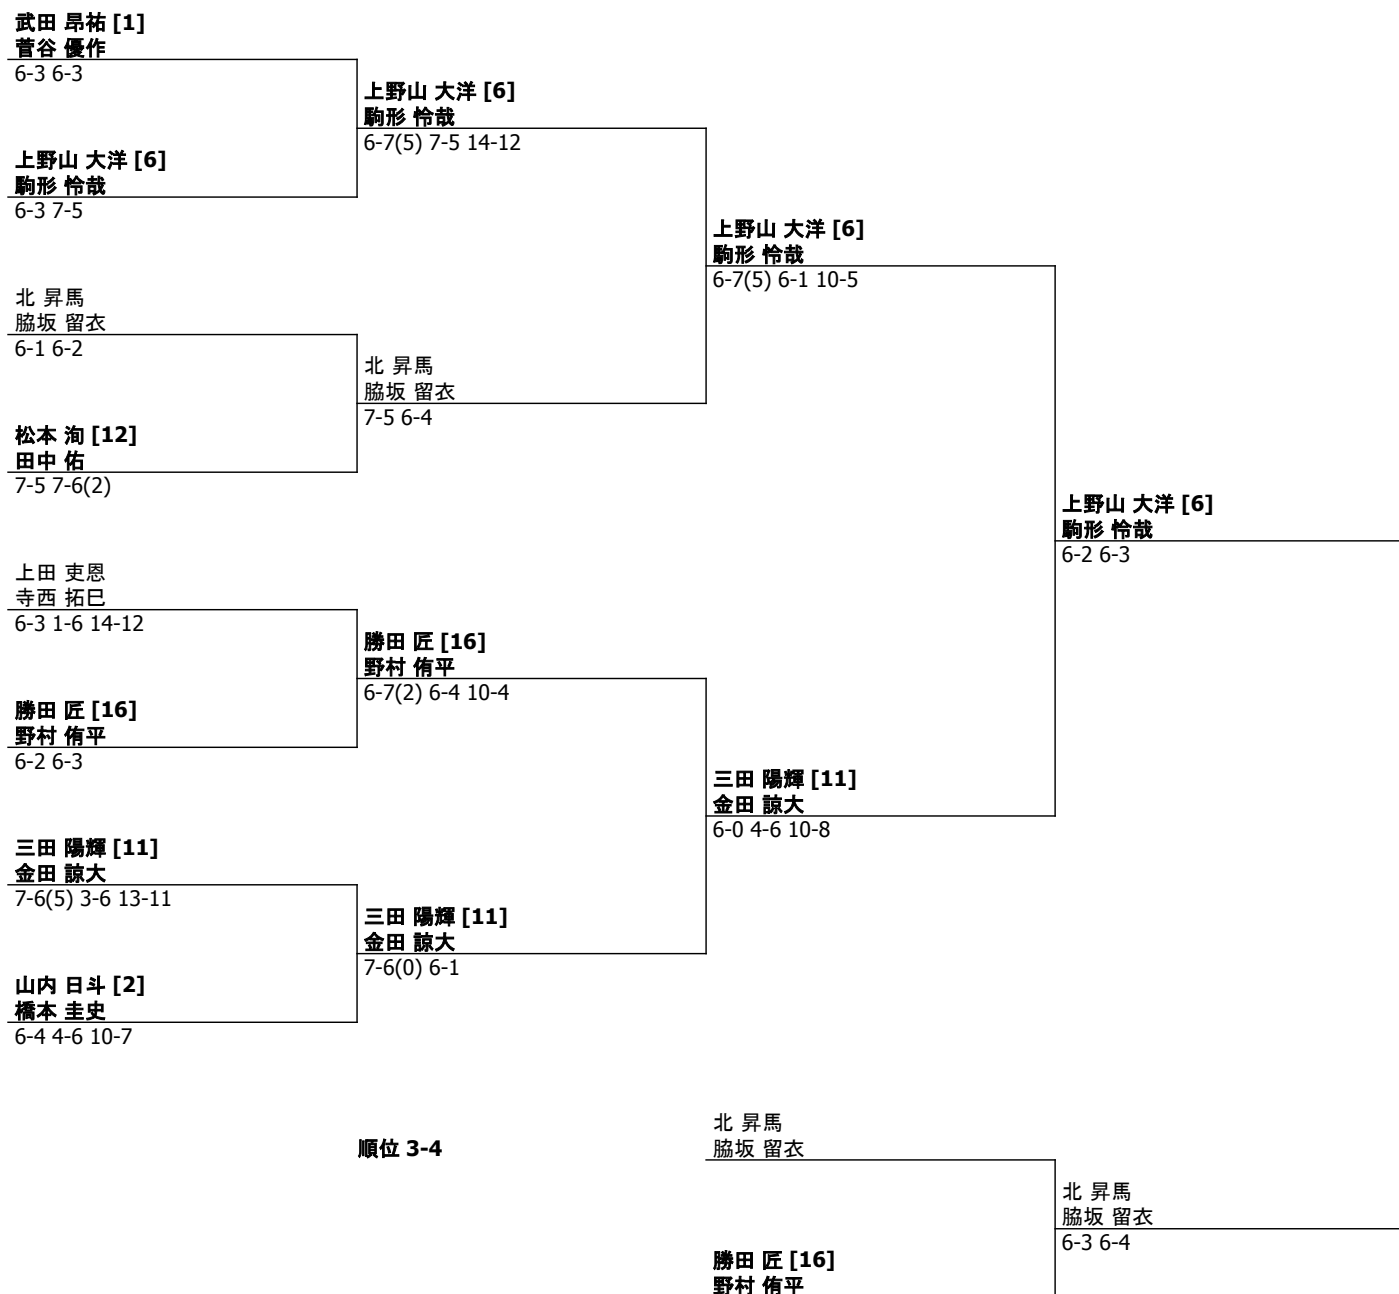 武田 昂祐 [1]
菅谷 優作
6-3 6-3
上野山 大洋 [6]
駒形 怜哉
6-3 7-5
北 昇馬
脇坂 留衣
6-1 6-2
松本 洵 [12]
田中 佑
7-5 7-6(2)
上田 吏恩
寺西 拓巳
6-3 1-6 14-12
勝田 匠 [16]
野村 侑平
6-2 6-3
三田 陽輝 [11]
金田 諒大
7-6(5) 3-6 13-11
山内 日斗 [2]
橋本 圭史
6-4 4-6 10-7
上野山 大洋 [6]
駒形 怜哉
6-7(5) 7-5 14-12
北 昇馬
脇坂 留衣
7-5 6-4
勝田 匠 [16]
野村 侑平
6-7(2) 6-4 10-4
三田 陽輝 [11]
金田 諒大
7-6(0) 6-1
上野山 大洋 [6]
駒形 怜哉
6-7(5) 6-1 10-5
三田 陽輝 [11]
金田 諒大
6-0 4-6 10-8
上野山 大洋 [6]
駒形 怜哉
6-2 6-3
順位 3-4
北 昇馬
脇坂 留衣
勝田 匠 [16]
野村 侑平
北 昇馬
脇坂 留衣
6-3 6-4